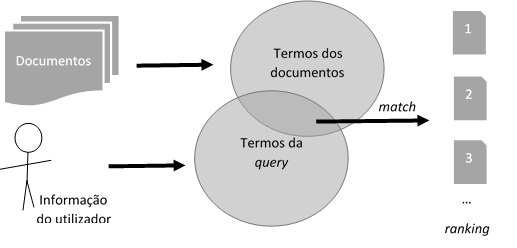 Documentos
Termos dos
documentos
1
match
2
Termos da
query
3
Informação
do utilizador
...
ranking